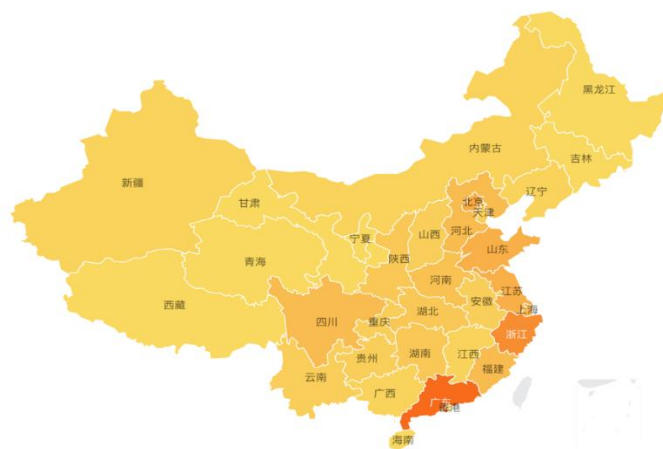 黑龙江
内蒙古
吉林
新疆
辽宁
北京
天津
甘肃
河北
山西
宁夏
山东
青海
陕西
河南
江苏
西藏
安徽
上海
湖北
四川
重庆
浙江
湖南
江西
贵州
福建
云南
广西
广东
香港
海南